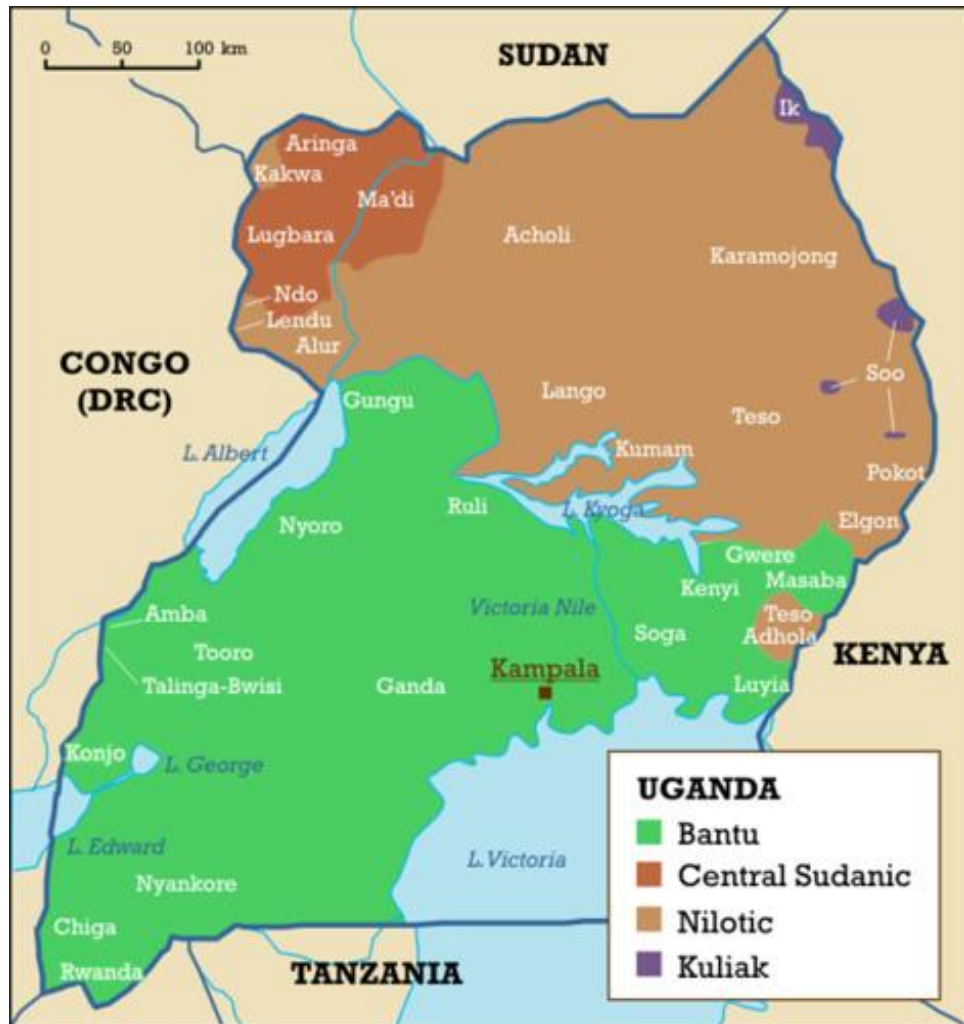 0 50 100 km
SUDAN
Ik
Aringa
Kakwa
Ma'di
Lugbara
Acholi
Karamojong
Ndo
Lendu
Alur
CONGO
(DRC)
Soo
Gungu
Lango
Teso
L. Albert
Kumam
Pokot
Ruli
L. Kyoga
Nyoro
Elgon
Gwere
Kenyi
Masaba
Victoria Nile
Amba
Teso
Soga
Adhola
Tooro
KENYA
Kampala
Talinga-Bwisi
Ganda
Luyia
Konjo
L. George
L. Edward
L. Victoria
Nyankore
Chiga
Rwanda
TANZANIA
UGANDA
Bantu
Central Sudanic
Nilotic
Kuliak